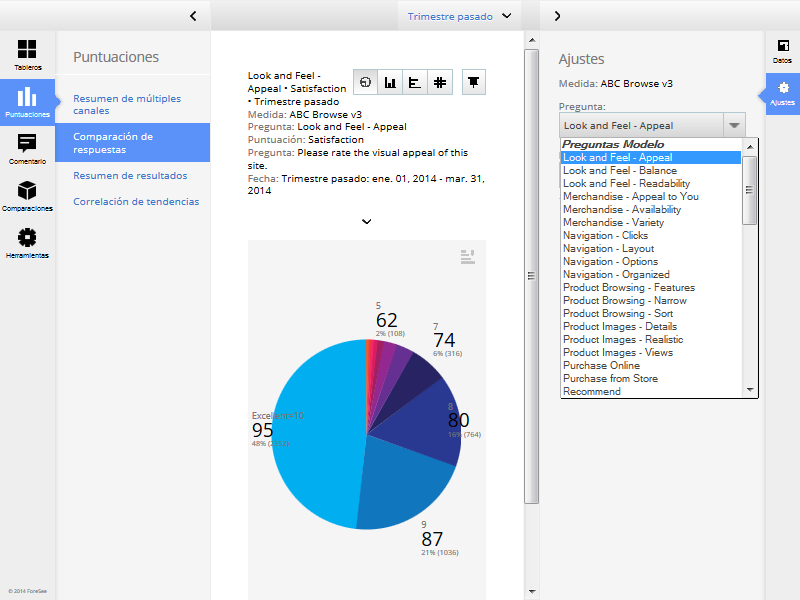 Trimestre pasado
Tableros
Puntuaciones
Comentario
Comparaciones
Herramientas
© 2014 ForeSee
Puntuaciones
Resumen de múltiples
canales
Comparación de
respuestas
Resumen de resultados
Correlación de tendencias
Look and Feel -
Appeal • Satisfaction
• Trimestre pasado
Medida: ABC Browse v3
Pregunta: Look and Feel - Appeal
Puntuación: Satisfaction
Pregunta: Please rate the visual appeal of this
site.
Fecha: Trimestre pasado: ene. 01, 2014 - mar. 31,
2014
5
62
2% (108)
7
74
6% (316)
8
80
16% (764)
Excellent=10
95
48%
9
87
21% (1036)
Ajustes
Medida: ABC Browse v3
Pregunta:
Look and Feel - Appeal
Preguntas Modelo
Look and Feel - Appeal
Look and Feel - Balance
Look and Feel - Readability
Merchandise - Appeal to You
Merchandise - Availability
Merchandise - Variety
Navigation - Clicks
Navigation - Layout
Navigation - Options
Navigation - Organized
Product Browsing - Features
Product Browsing - Narrow
Product Browsing - Sort
Product Images - Details
Product Images - Realistic
Product Images - Views
Purchase Online
Purchase from Store
Recommend
Datos
Ajustes